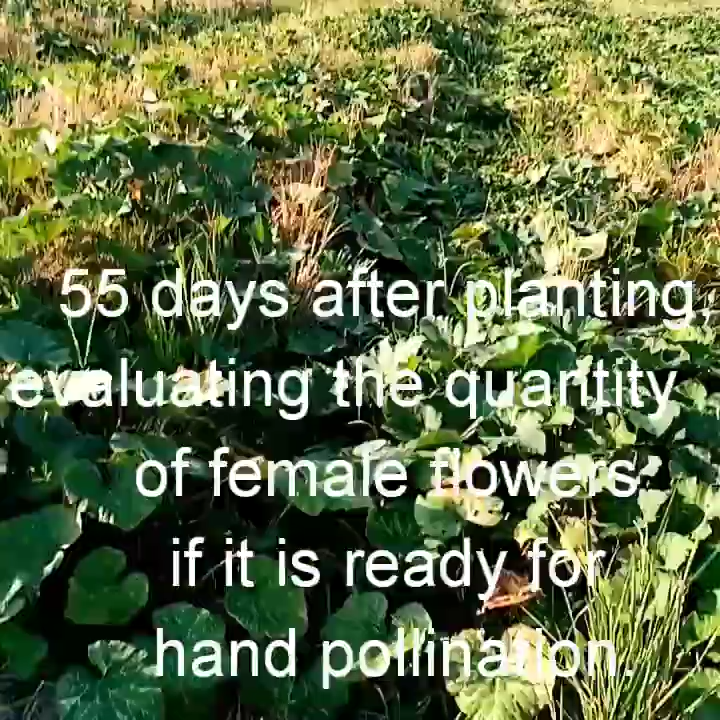 55 days after planting,
evaluating the quantity
of female flowers
if it is ready for
hand pollination.